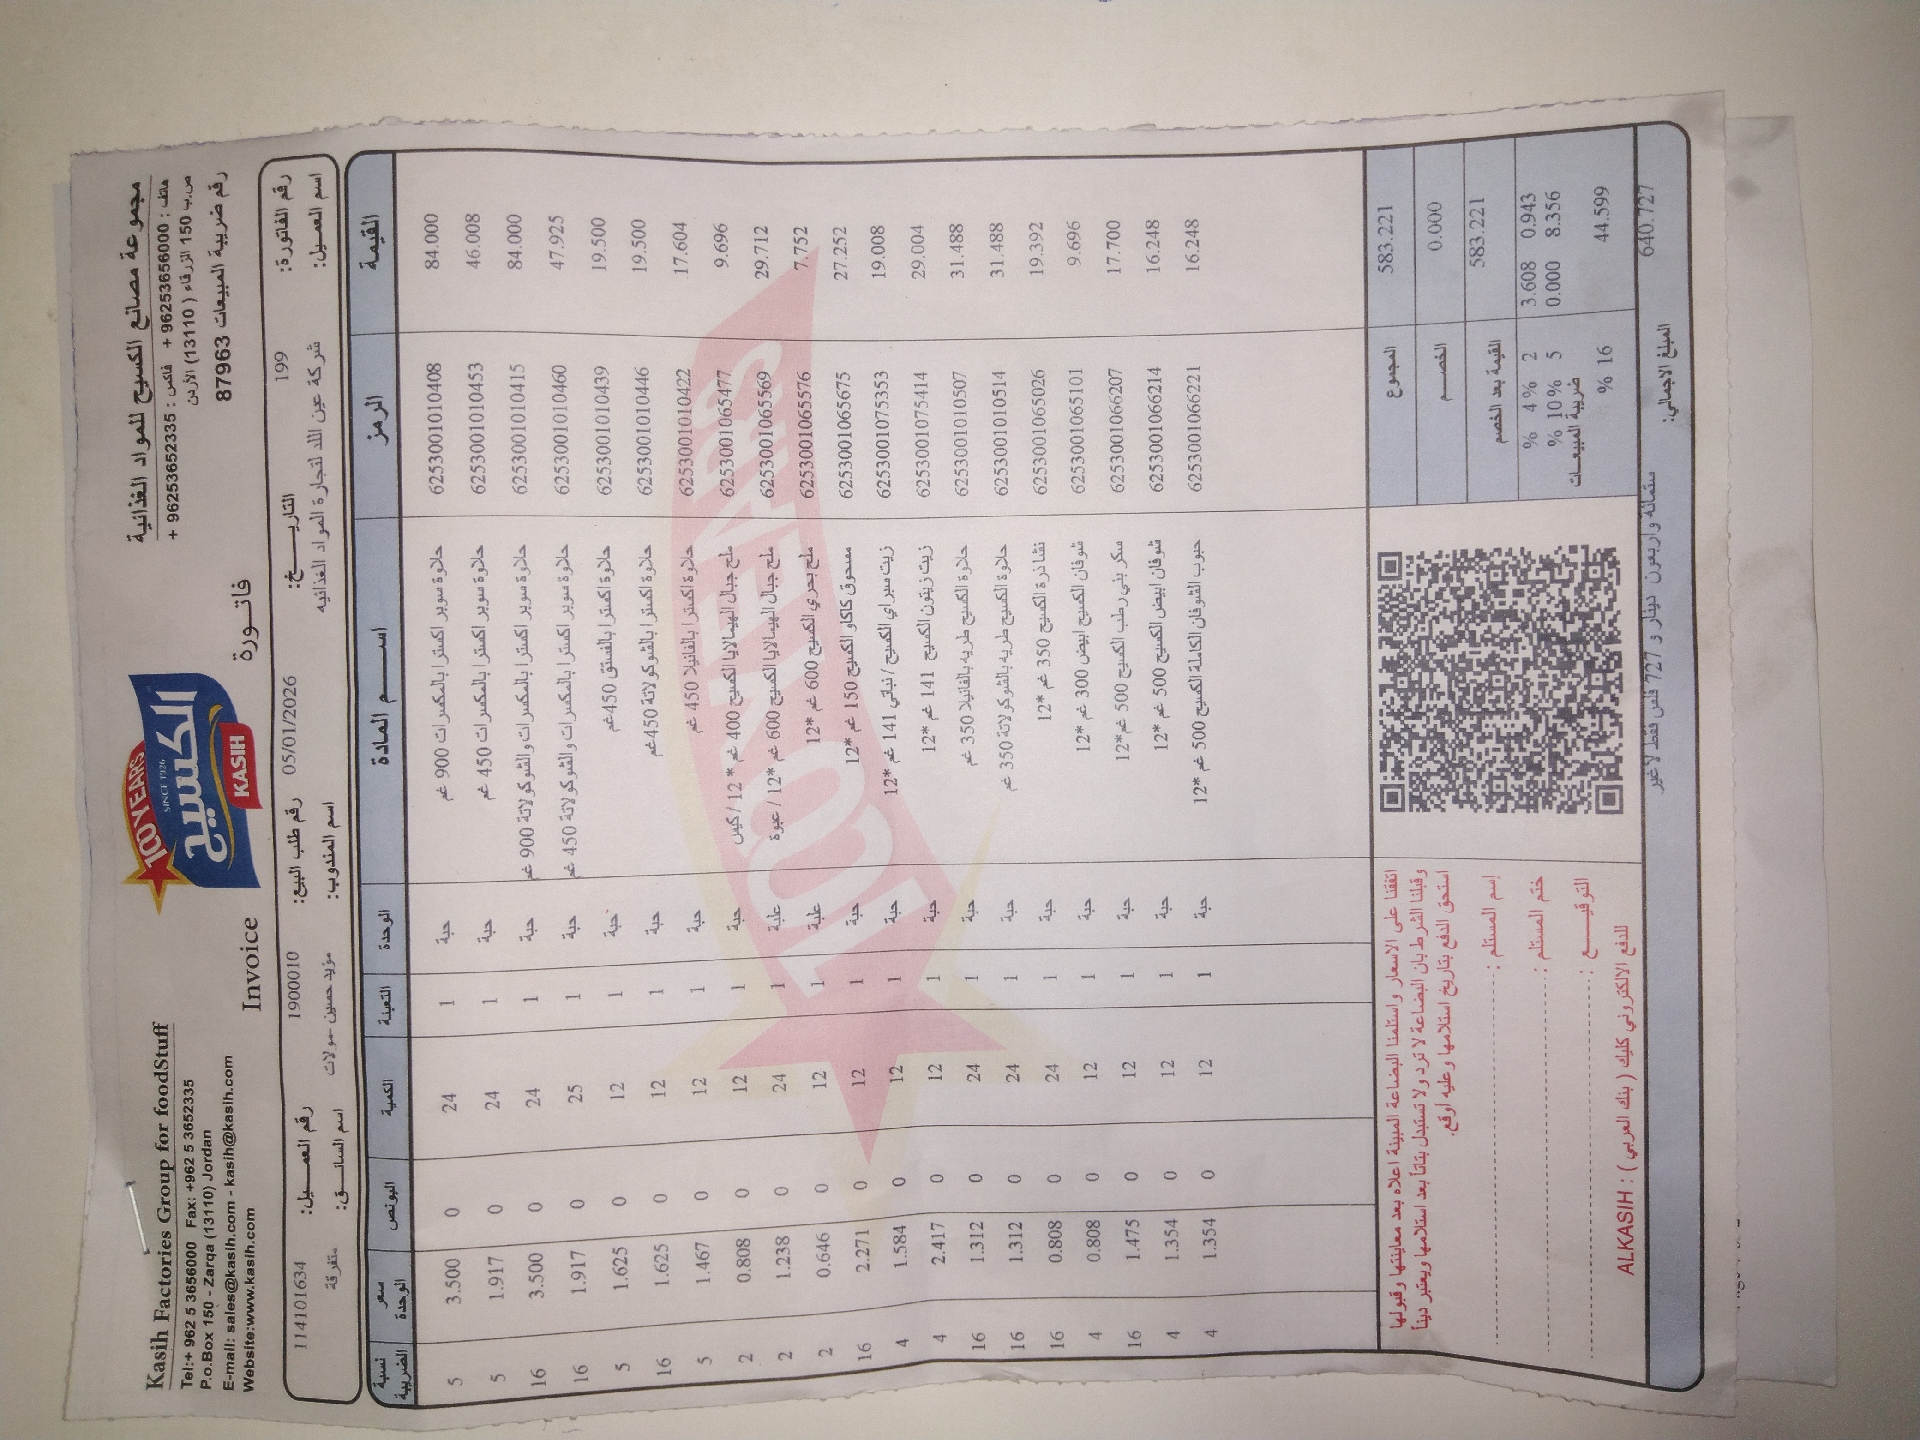 Kasih Factories Group for foodStuff
Tel:+ 962 5 3656000 Fax: +962 5 3652335
P.o.Box 150 - Zarqa (13110) Jordan
E-mail: sales@kasih.com - kasih@kasih.com
Website:www.kasih.com
100 YEARS
SINCE 1926
الكسيح
KASIH
مجموعة مصانع الكسيح للمواد الغذائية
هاتف : 96253656000 + فاكس : 96253652335 +
ص.ب 150 الزرقاء ( 13110) الأردن
رقم ضريبة المبيعات 87963
Invoice فاتـــورة
رقم الفاتورة: 199 التاريـــخ: 05/01/2026 رقم طلب البيع: 1900010 رقم العمـــيل: 114101634
اسم العميل: شركة عين اللد لتجارة المواد الغذائيه اسم المندوب: مؤيد حسين -مولات اسم السائـــق: متفرقة
القيمة الرمز اســـم المادة الوحدة التعبئة الكمية البونص سعر الوحدة نسبة الضريبة
84.000 6253001010408 حلاوة سوبر اكسترا بالمكسرات 900 غم حبة 1 24 0 3.500 5
46.008 6253001010453 حلاوة سوبر اكسترا بالمكسرات 450 غم حبة 1 24 0 1.917 5
84.000 6253001010415 حلاوة سوبر اكسترا بالمكسرات والشوكولاتة 900 غم حبة 1 24 0 3.500 16
47.925 6253001010460 حلاوة سوبر اكسترا بالمكسرات والشوكولاتة 450 غم حبة 1 25 0 1.917 16
19.500 6253001010439 حلاوة اكسترا بالفستق 450غم حبة 1 12 0 1.625 5
19.500 6253001010446 حلاوة اكسترا بالشوكولاتة 450غم حبة 1 12 0 1.625 16
17.604 6253001010422 حلاوة اكسترا بالفانيلا 450 غم حبة 1 12 0 1.467 5
9.696 6253001065477 ملح جبال الهيمالايا الكسيح 400 غم * 12 / كيس حبة 1 12 0 0.808 2
29.712 6253001065569 ملح جبال الهيمالايا الكسيح 600 غم *12 / عبوة علبة 1 24 0 1.238 2
7.752 6253001065576 ملح بحري الكسيح 600 غم *12 علبة 1 12 0 0.646 2
27.252 6253001065675 مسحوق كاكاو الكسيح 150 غم *12 حبة 1 12 0 2.271 16
19.008 6253001075353 زيت سبراي الكسيح / نباتي 141 غم *12 حبة 1 12 0 1.584 4
29.004 6253001075414 زيت زيتون الكسيح 141 غم *12 حبة 1 12 0 2.417 4
31.488 6253001010507 حلاوة الكسيح طريه بالفانيلا 350 غم حبة 1 24 0 1.312 16
31.488 6253001010514 حلاوة الكسيح طريه بالشوكولاتة 350 غم حبة 1 24 0 1.312 16
19.392 6253001065026 نشا ذرة الكسيح 350 غم *12 حبة 1 24 0 0.808 16
9.696 6253001065101 شوفان الكسيح ابيض 300 غم *12 حبة 1 12 0 0.808 4
17.700 6253001066207 سكر بني رطب الكسيح 500 غم*12 حبة 1 12 0 1.475 16
16.248 6253001066214 شوفان ابيض الكسيح 500 غم *12 حبة 1 12 0 1.354 4
16.248 6253001066221 حبوب الشوفان الكاملة الكسيح 500 غم *12 حبة 1 12 0 1.354 4
المجموع 583.221
الخصم 0.000
القيمة بعد الخصم 583.221
% 4 % 2 3.608 0.943
% 10 % 5 0.000 8.356
ضريبة المبيعـــات
% 16 44.599
المبلغ الاجمالي: 640.727
ستمائة واربعون دينار و 727 فلس فقط لاغير
اتفقنا على الاسعار واستلمنا البضاعة المبينة اعلاه بعد معاينتها وقبولها
وقبلنا الشرط بان البضاعة لا ترد ولا تستبدل بتاتاً بعد استلامها ويعتبر ديناً
استحق الدفع بتاريخ استلامها وعليه أوقع.
إسم المستلم :
ختم المستلم :
التوقيـــع :
للدفع الالكتروني كليك ( بنك العربي ) : ALKASIH